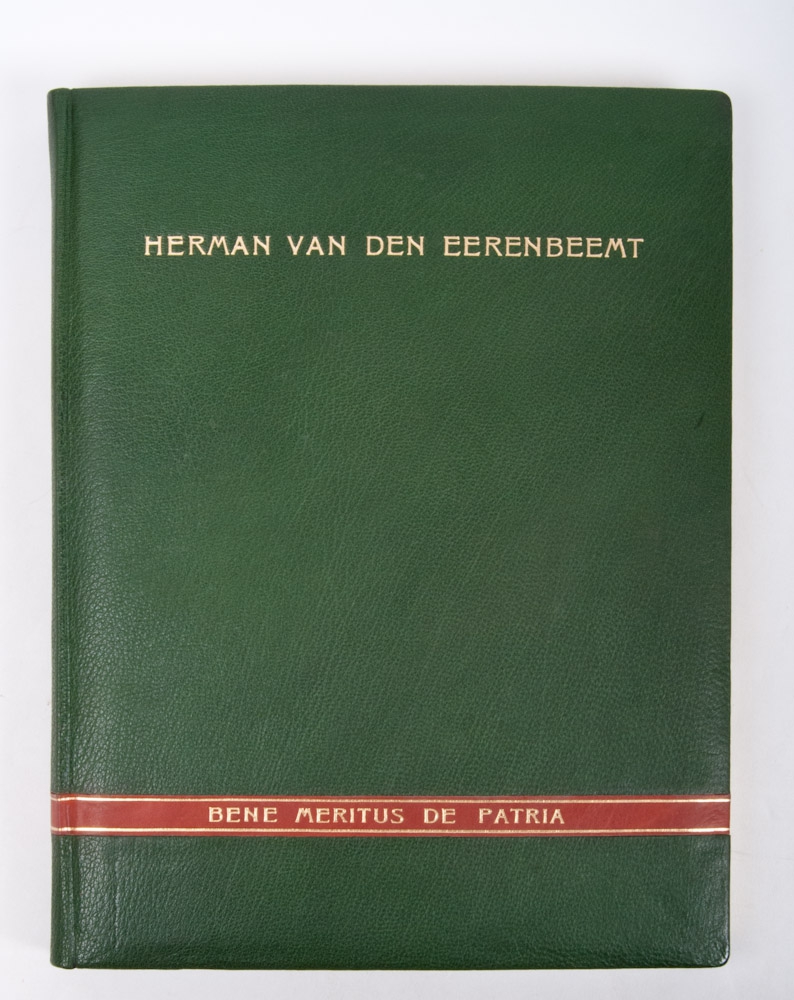 HERMAN VAN DEN EERENBEEMT
BENE MERITUS DE PATRIA